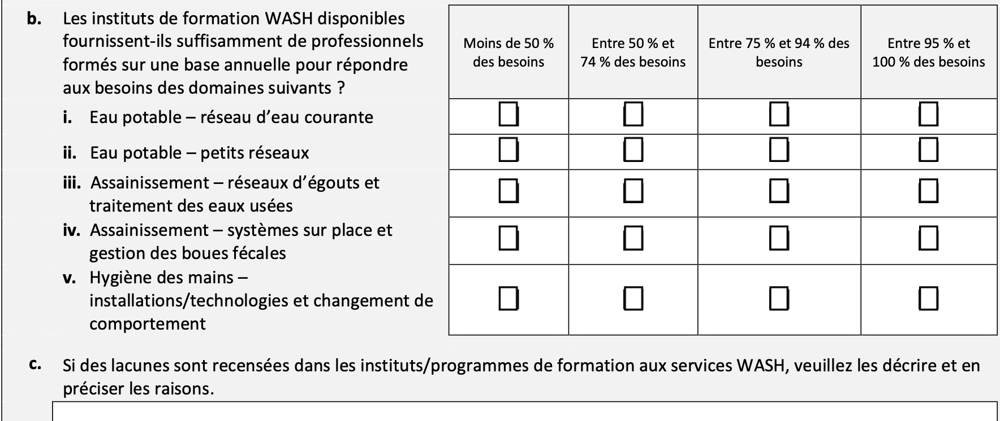 b. Les instituts de formation WASH disponibles
fournissent-ils suffisamment de professionnels
formés sur une base annuelle pour répondre
aux besoins des domaines suivants ?
Moins de 50 %
des besoins
Entre 50 % et
74 % des besoins
Entre 75 % et 94 % des
besoins
Entre 95 % et
100 % des besoins
i. Eau potable – réseau d’eau courante
ii. Eau potable – petits réseaux
iii. Assainissement – réseaux d’égouts et
traitement des eaux usées
iv. Assainissement – systèmes sur place et
gestion des boues fécales
v. Hygiène des mains –
installations/technologies et changement de
comportement
c. Si des lacunes sont recensées dans les instituts/programmes de formation aux services WASH, veuillez les décrire et en
préciser les raisons.